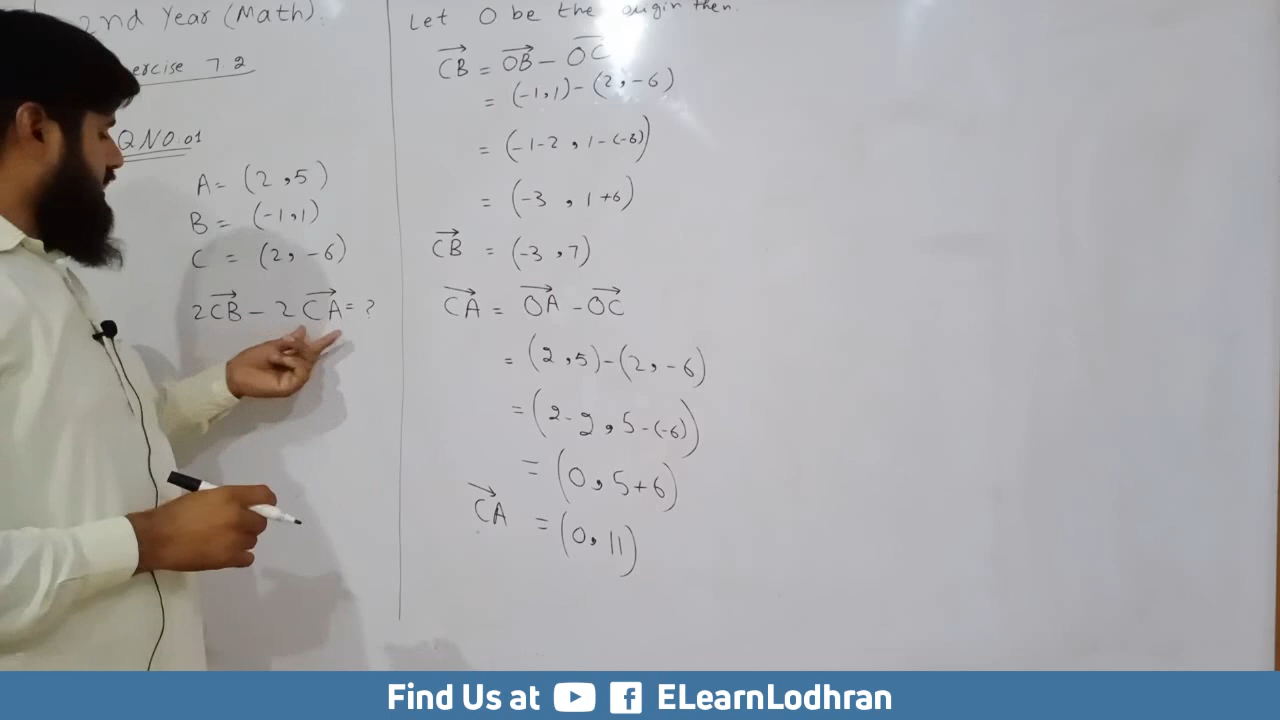 2nd Year (Math).
ercise 7.2
Q NO.01
A = (2, 5)
B = (-1, 1)
C = (2, -6)
2CB⃗ - 2CA⃗ = ?
Let O be the origin then.
CB⃗ = OB⃗ - OC⃗
= (-1, 1) - (2, -6)
= (-1-2, 1-(-6))
= (-3, 1+6)
CB⃗ = (-3, 7)
CA⃗ = OA⃗ - OC⃗
= (2, 5) - (2, -6)
= (2-2, 5-(-6))
= (0, 5+6)
CA⃗ = (0, 11)
Find Us at ELearnLodhran